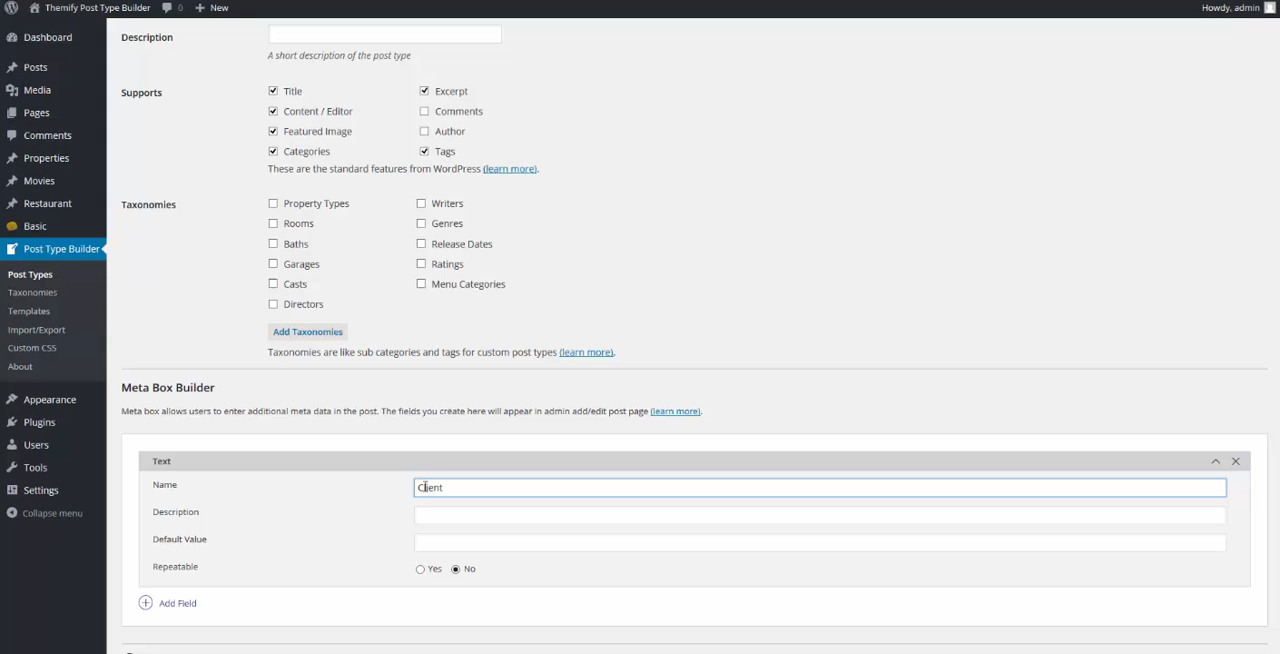 Themify Post Type Builder 0 New Howdy, admin
Dashboard
Posts
Media
Pages
Comments
Properties
Movies
Restaurant
Basic
Post Type Builder
Post Types
Taxonomies
Templates
Import/Export
Custom CSS
About
Appearance
Plugins
Users
Tools
Settings
Collapse menu
Description
A short description of the post type
Supports
Title Excerpt
Content / Editor Comments
Featured Image Author
Categories Tags
These are the standard features from WordPress (learn more).
Taxonomies
Property Types Writers
Rooms Genres
Baths Release Dates
Garages Ratings
Casts Menu Categories
Directors
Add Taxonomies
Taxonomies are like sub categories and tags for custom post types (learn more).
Meta Box Builder
Meta box allows users to enter additional meta data in the post. The fields you create here will appear in admin add/edit post page (learn more).
Text
Name Client
Description
Default Value
Repeatable Yes No
Add Field